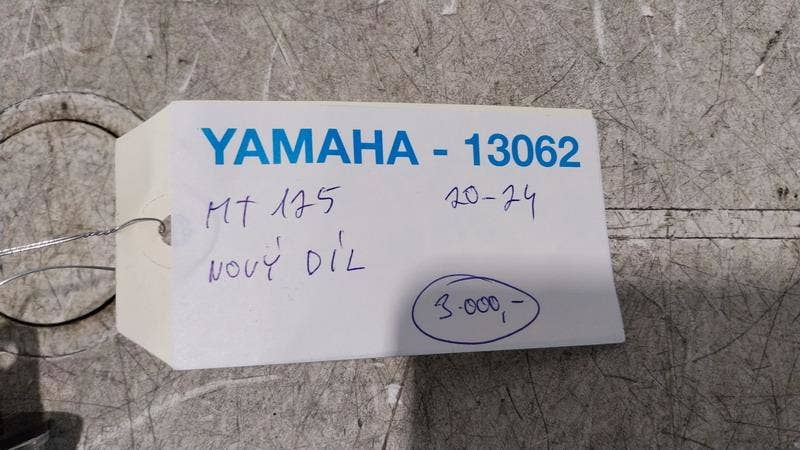 YAMAHA - 13062
MT 125 20-24
NOVÝ DÍL
3.000,-